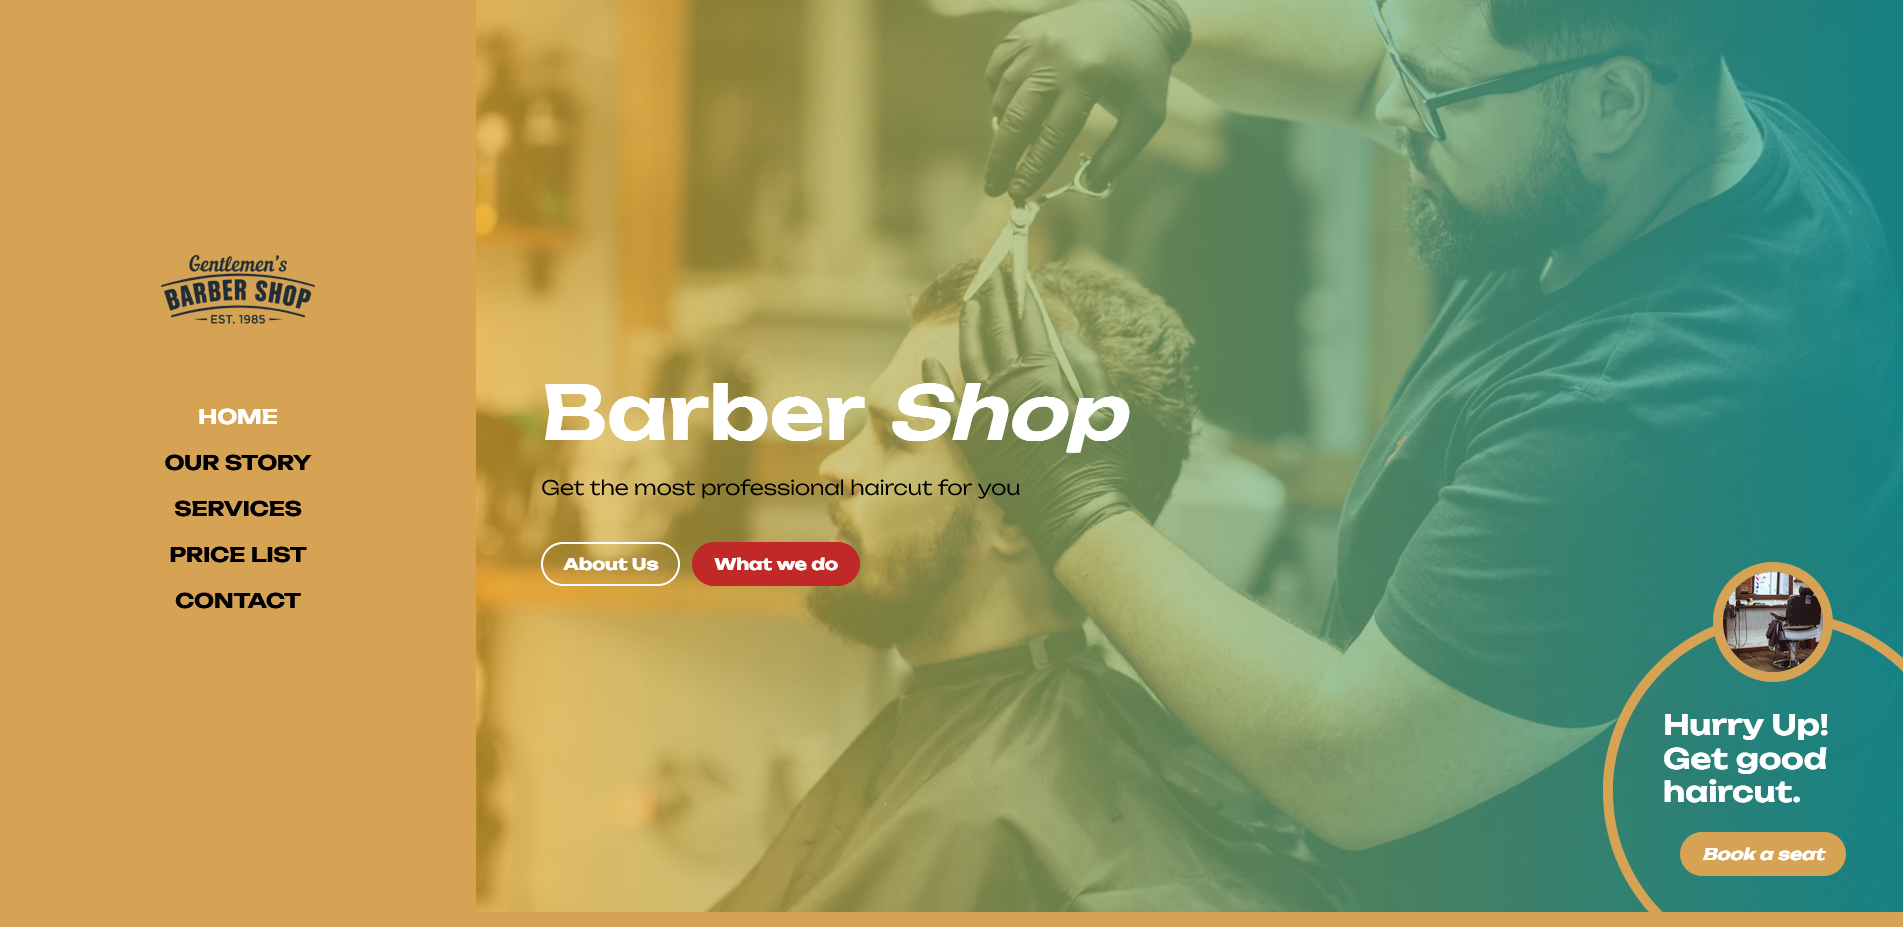 Gentlemen's
BARBER SHOP
EST. 1985
HOME
OUR STORY
SERVICES
PRICE LIST
CONTACT
Barber Shop
Get the most professional haircut for you
About Us
What we do
Hurry Up!
Get good
haircut.
Book a seat